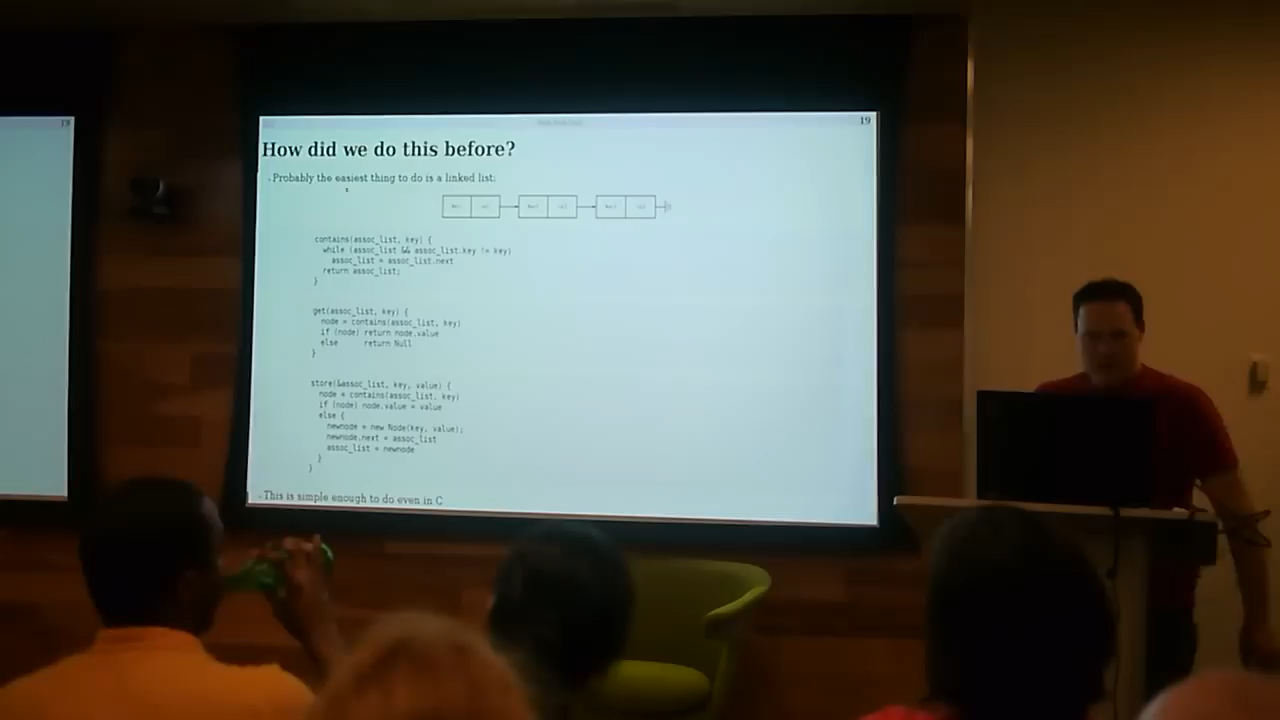 13
19
How did we do this before?
Probably the easiest thing to do is a linked list:
contains(assoc_list, key) {
while (assoc_list && assoc_list.key != key)
assoc_list = assoc_list.next
return assoc_list;
}
get(assoc_list, key) {
node = contains(assoc_list, key)
if (node) return node.value
else return Null
}
store(&assoc_list, key, value) {
node = contains(assoc_list, key)
if (node) node.value = value
else {
newnode = new Node(key, value);
newnode.next = assoc_list
assoc_list = newnode
}
}
This is simple enough to do even in C